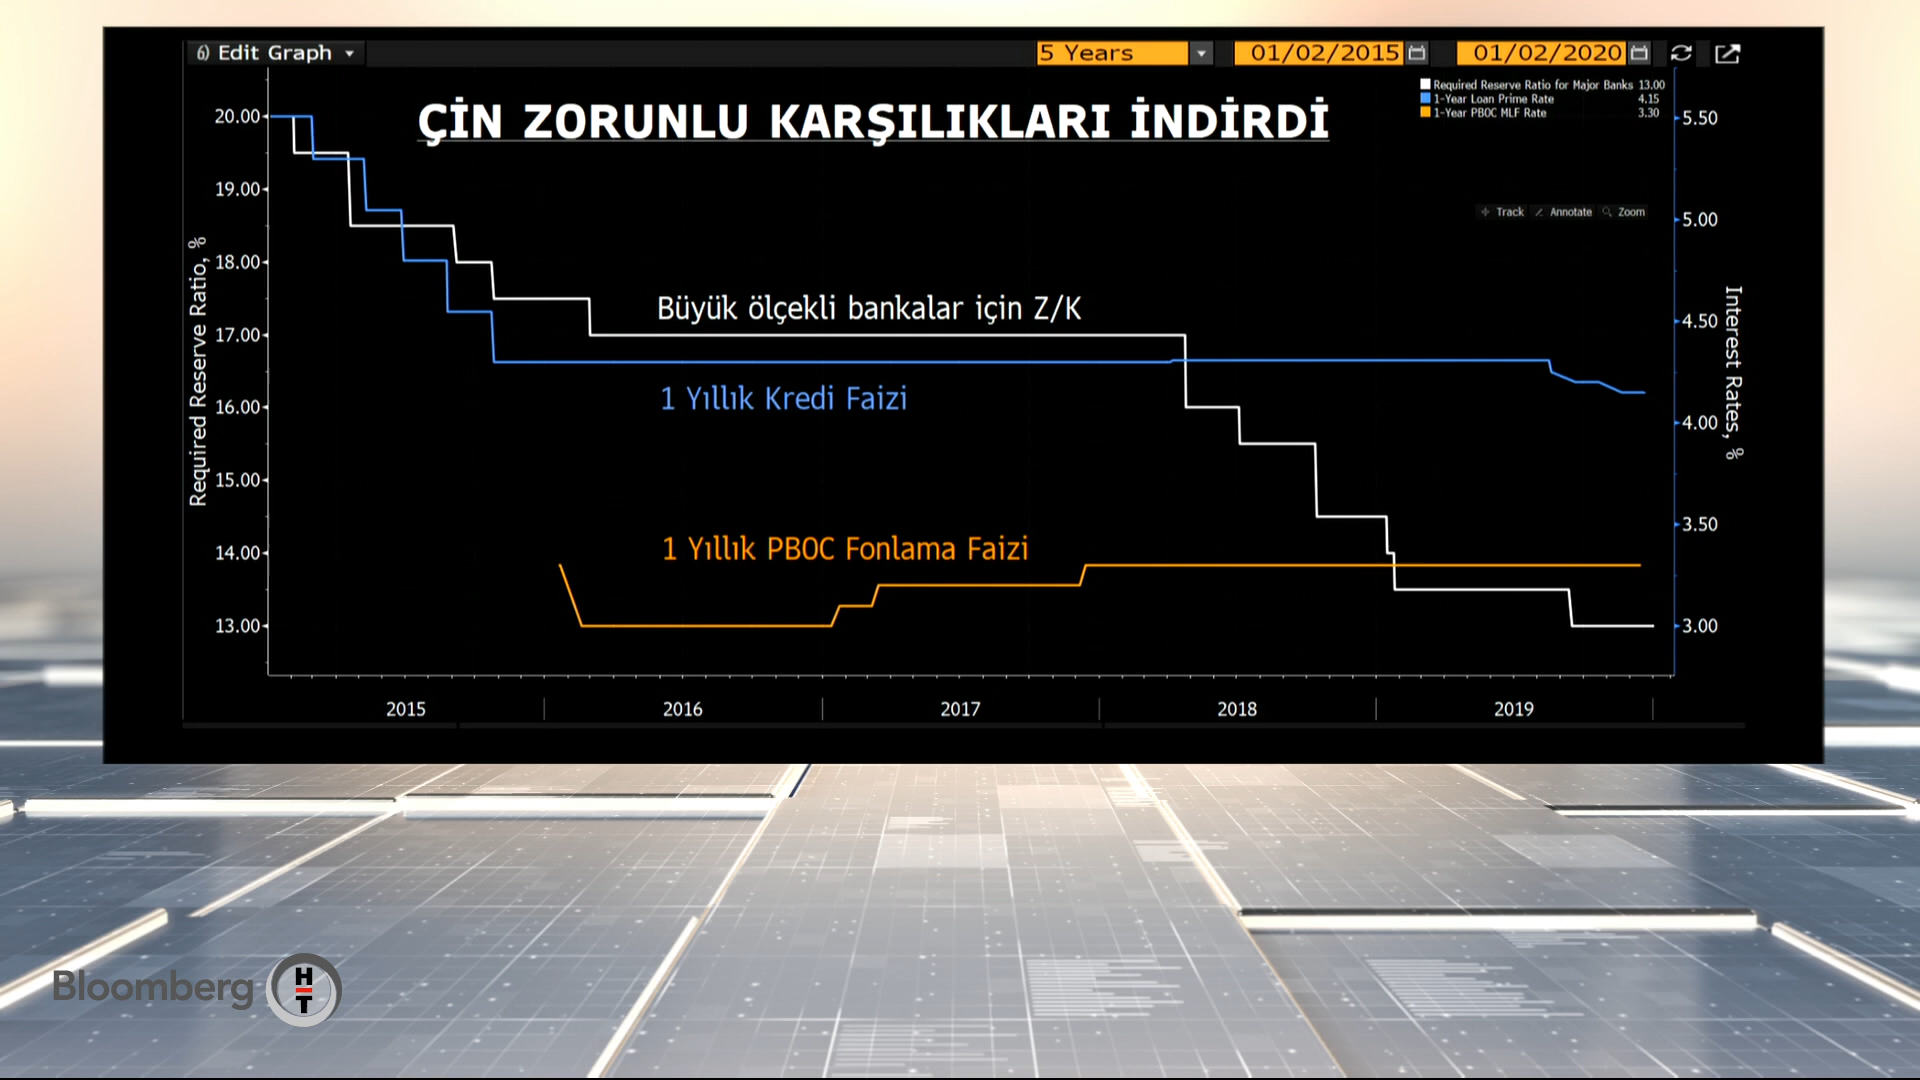 6) Edit Graph
5 Years 01/02/2015 01/02/2020
ÇİN ZORUNLU KARŞILIKLARI İNDİRDİ
Required Reserve Ratio for Major Banks 13.00
1-Year Loan Prime Rate 4.15
1-Year PBOC MLF Rate 3.30
Track Annotate Zoom
Required Reserve Ratio, %
20.00
19.00
18.00
17.00
16.00
15.00
14.00
13.00
Büyük ölçekli bankalar için Z/K
1 Yıllık Kredi Faizi
1 Yıllık PBOC Fonlama Faizi
5.50
5.00
4.50
4.00
3.50
3.00
Interest Rates, %
2015 2016 2017 2018 2019
Bloomberg HT